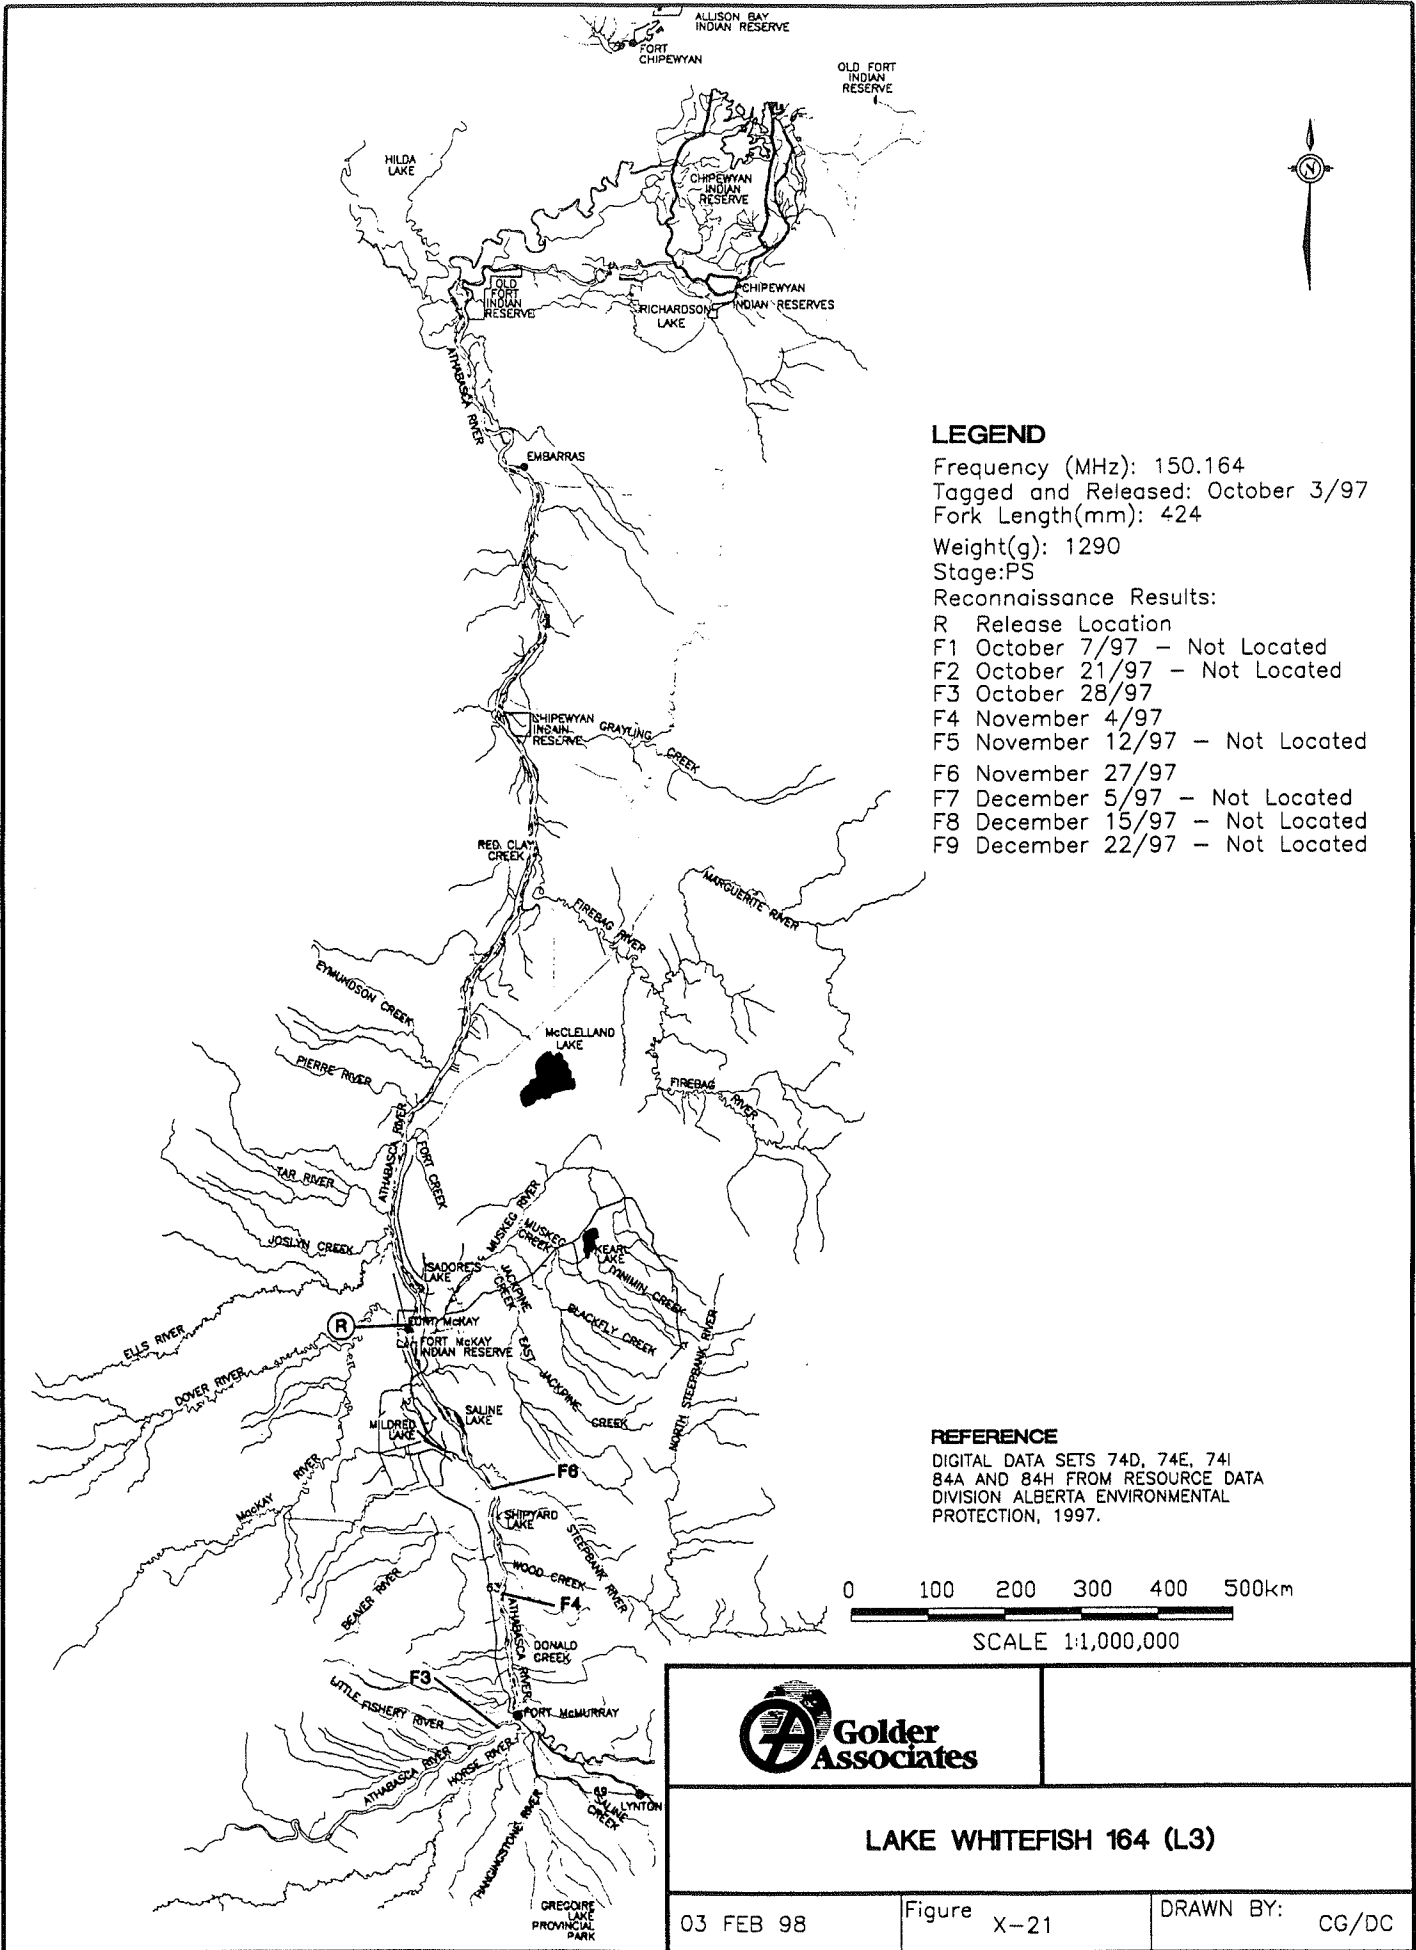 ALLISON BAY
INDIAN RESERVE
FORT
CHIPEWYAN
OLD FORT
INDIAN
RESERVE
HILDA
LAKE
N
CHIPEWYAN
INDIAN
RESERVE
OLD
FORT
INDIAN
RESERVE
CHIPEWYAN
INDIAN RESERVES
RICHARDSON
LAKE
ATHABASCA RIVER
EMBARRAS
LEGEND
Frequency (MHz): 150.164
Tagged and Released: October 3/97
Fork Length(mm): 424
Weight(g): 1290
Stage:PS
Reconnaissance Results:
R Release Location
F1 October 7/97 – Not Located
F2 October 21/97 – Not Located
F3 October 28/97
F4 November 4/97
F5 November 12/97 – Not Located
F6 November 27/97
F7 December 5/97 – Not Located
F8 December 15/97 – Not Located
F9 December 22/97 – Not Located
CHIPEWYAN
INDAIN
RESERVE
GRAYLING
CREEK
RED CLAY
CREEK
MARGUERITE RIVER
FIREBAG RIVER
EYMUNDSON CREEK
McCLELLAND
LAKE
PIERRE RIVER
FIREBAG
RIVER
ATHABASCA RIVER
FORT CREEK
TAR RIVER
MUSKEG RIVER
MUSKEG
CREEK
JOSLYN CREEK
KEARL
LAKE
ISADORE'S
LAKE
JACKPINE
CREEK
IYINIMIN CREEK
BLACKFLY CREEK
R
FORT McKAY
FORT McKAY
INDIAN RESERVE
ELLS RIVER
EAST JACKPINE
CREEK
NORTH STEEPBANK RIVER
DOVER RIVER
SALINE
LAKE
MILDRED
LAKE
F6
MacKAY
RIVER
SHIPYARD
LAKE
STEEPBANK RIVER
REFERENCE
DIGITAL DATA SETS 74D, 74E, 74I
84A AND 84H FROM RESOURCE DATA
DIVISION ALBERTA ENVIRONMENTAL
PROTECTION, 1997.
WOOD CREEK
BEAVER RIVER
63
F4
0 100 200 300 400 500km
SCALE 1:1,000,000
ATHABASCA RIVER
DONALD
CREEK
F3
LITTLE FISHERY RIVER
FORT McMURRAY
ATHABASCA RIVER
HORSE RIVER
69
SALINE
CREEK
LYNTON
HANGINGSTONE RIVER
GREGOIRE
LAKE
PROVINCIAL
PARK
Golder
Associates
LAKE WHITEFISH 164 (L3)
03 FEB 98
Figure X-21
DRAWN BY: CG/DC